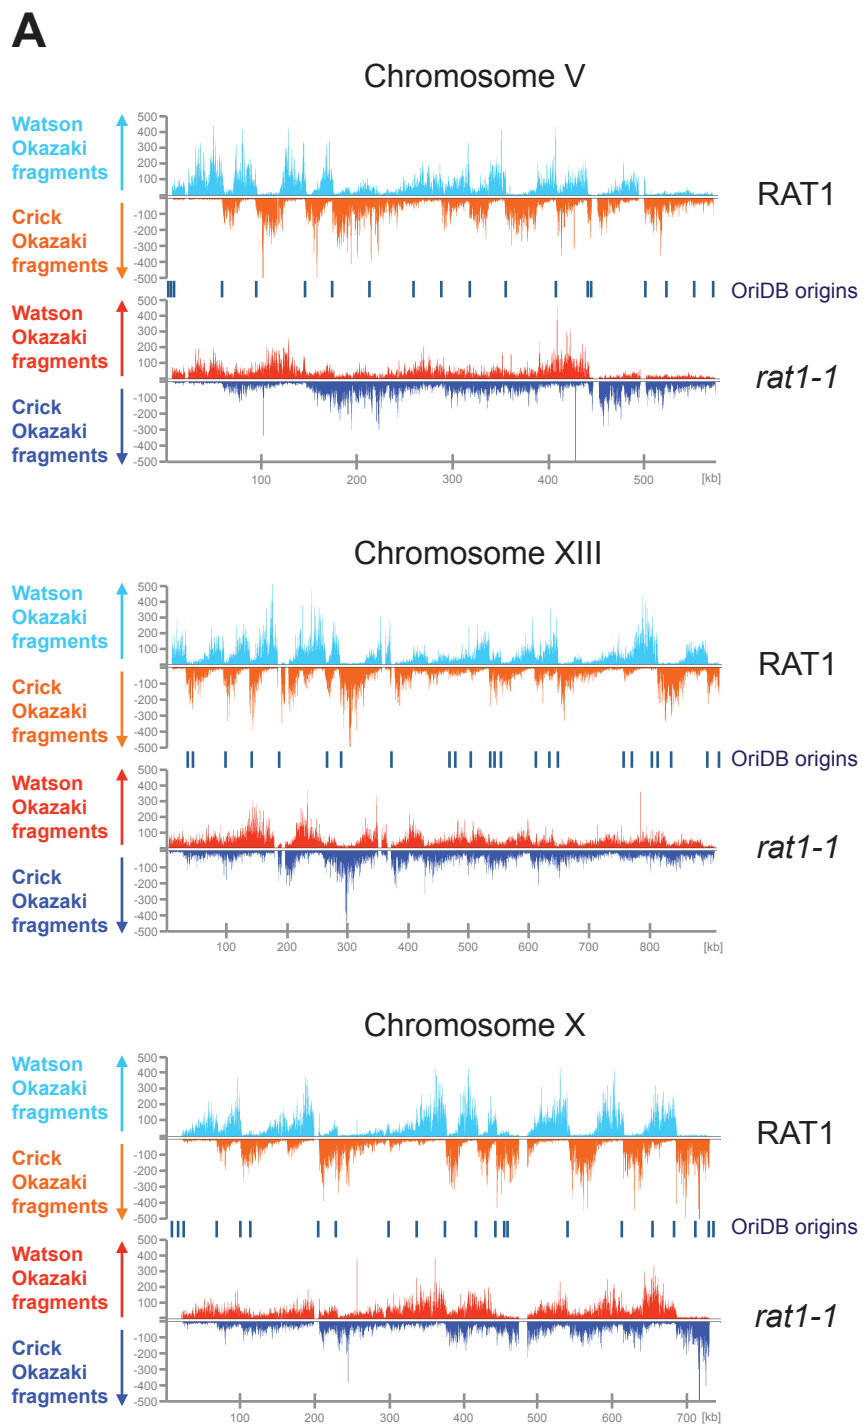 A
Chromosome V
Watson
Okazaki
fragments
500
400
300
200
100
RAT1
Crick
Okazaki
fragments
-100
-200
-300
-400
-500
OriDB origins
Watson
Okazaki
fragments
500
400
300
200
100
rat1-1
Crick
Okazaki
fragments
-100
-200
-300
-400
-500
100 200 300 400 500 [kb]
Chromosome XIII
Watson
Okazaki
fragments
500
400
300
200
100
RAT1
Crick
Okazaki
fragments
-100
-200
-300
-400
-500
OriDB origins
Watson
Okazaki
fragments
500
400
300
200
100
rat1-1
Crick
Okazaki
fragments
-100
-200
-300
-400
-500
100 200 300 400 500 600 700 800 [kb]
Chromosome X
Watson
Okazaki
fragments
500
400
300
200
100
RAT1
Crick
Okazaki
fragments
-100
-200
-300
-400
-500
OriDB origins
Watson
Okazaki
fragments
500
400
300
200
100
rat1-1
Crick
Okazaki
fragments
-100
-200
-300
-400
-500
100 200 300 400 500 600 700 [kb]